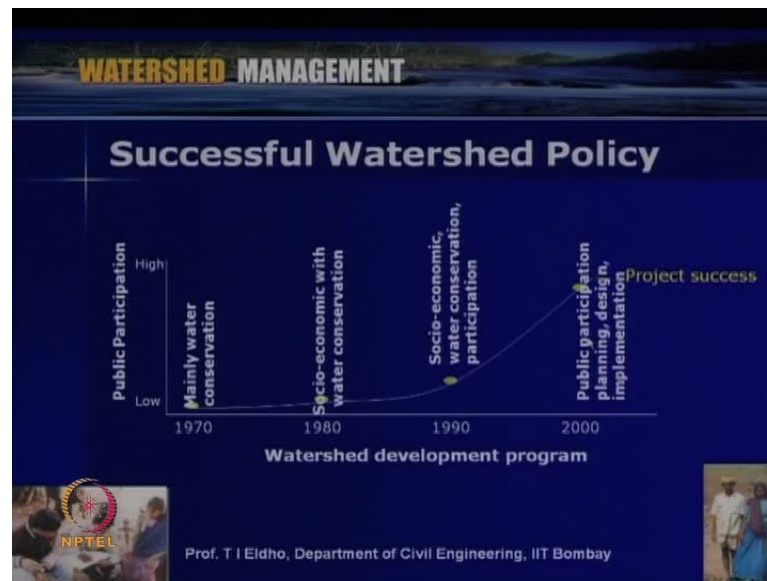 WATERSHED MANAGEMENT
Successful Watershed Policy
Public Participation
High
Low
Mainly water
conservation
Socio-economic with
water conservation
Socio-economic,
water conservation,
participation
Public participation
planning, design,
implementation
Project success
1970
1980
1990
2000
Watershed development program
NPTEL
Prof. T I Eldho, Department of Civil Engineering, IIT Bombay